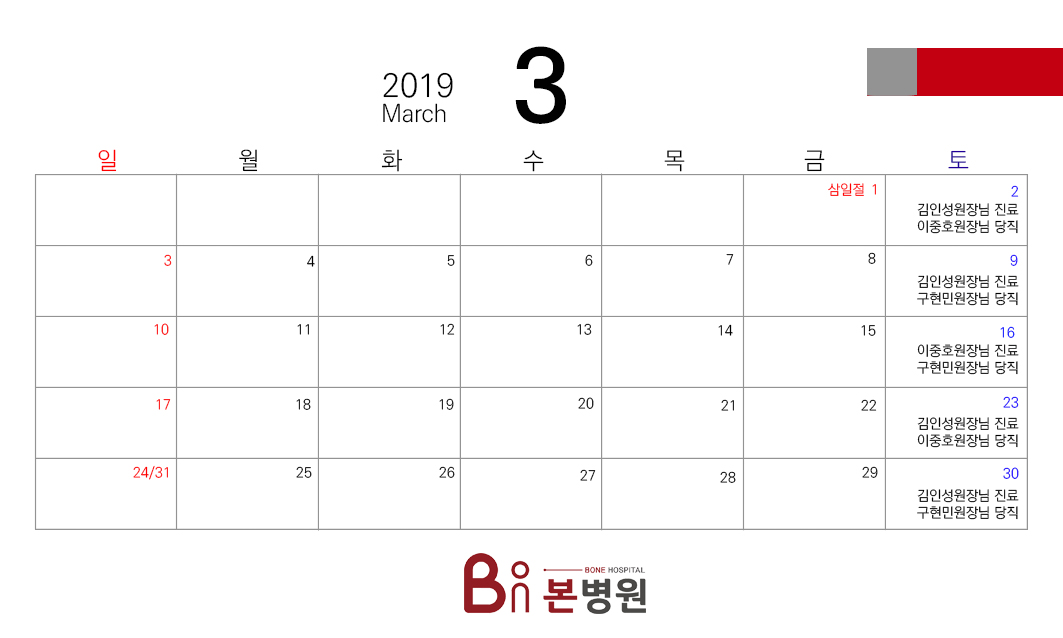 2019
March
3
일 월 화 수 목 금 토
삼일절 1
2
김인성원장님 진료
이중호원장님 당직
3 4 5 6 7 8 9
김인성원장님 진료
구현민원장님 당직
10 11 12 13 14 15 16
이중호원장님 진료
구현민원장님 당직
17 18 19 20 21 22 23
김인성원장님 진료
이중호원장님 당직
24/31 25 26 27 28 29 30
김인성원장님 진료
구현민원장님 당직
BONE HOSPITAL
본병원